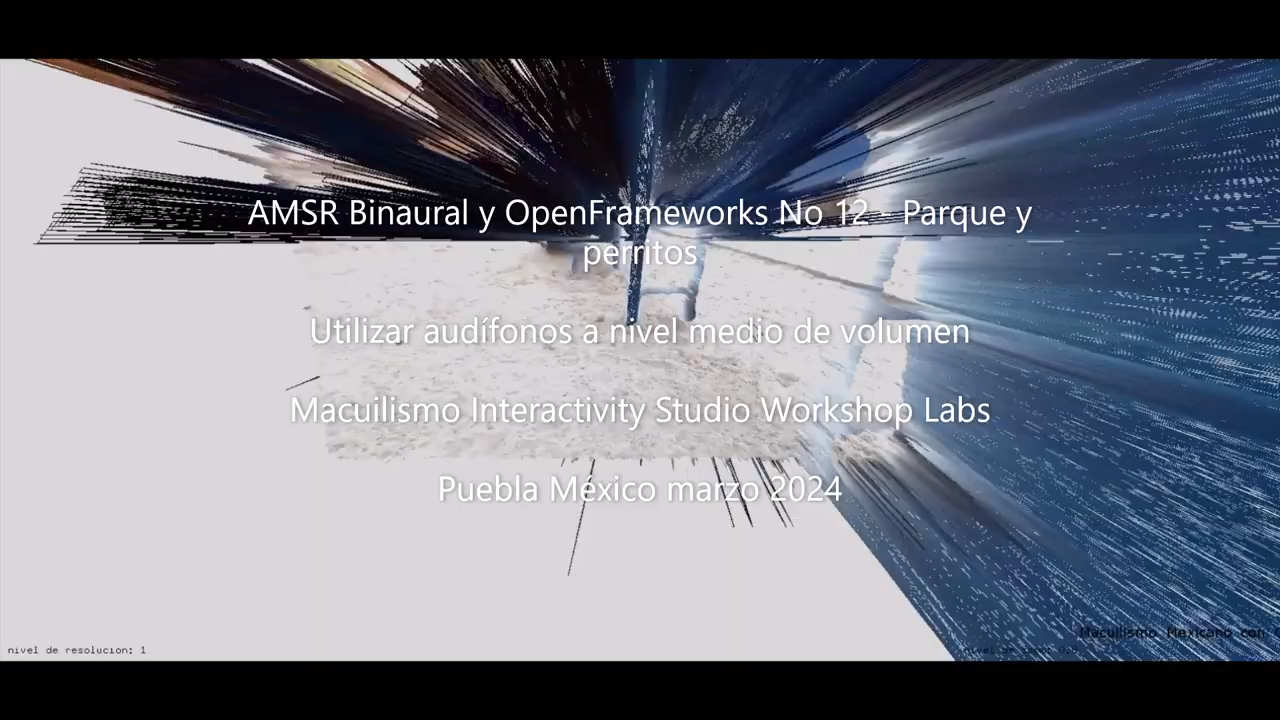 AMSR Binaural y OpenFrameworks No 12 - Parque y
perritos
Utilizar audífonos a nivel medio de volumen
Macuilismo Interactivity Studio Workshop Labs
Puebla México marzo 2024
Macuilismo Mexicano con
nivel de resolucion: 1